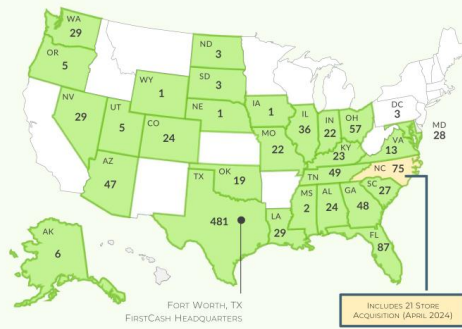 WA
29
OR
5
NV
29
UT
5
AZ
47
WY
1
CO
24
ND
3
SD
3
NE
1
TX
481
OK
19
IA
1
MO
22
LA
29
IL
36
IN
22
OH
57
KY
23
TN 49
MS
2
AL
24
GA
48
SC
27
NC 75
VA
13
DC
3
MD
28
FL
87
AK
6
FORT WORTH, TX
FIRSTCASH HEADQUARTERS
INCLUDES 21 STORE
ACQUISITION (APRIL 2024)